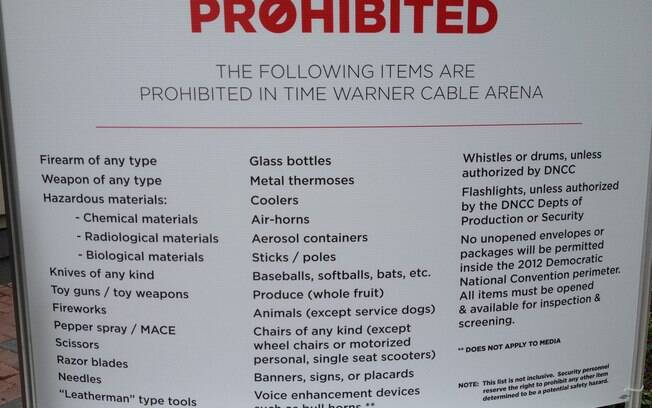 PROHIBITED
THE FOLLOWING ITEMS ARE
PROHIBITED IN TIME WARNER CABLE ARENA
Firearm of any type
Weapon of any type
Hazardous materials:
- Chemical materials
- Radiological materials
- Biological materials
Knives of any kind
Toy guns / toy weapons
Fireworks
Pepper spray / MACE
Scissors
Razor blades
Needles
"Leatherman" type tools
Glass bottles
Metal thermoses
Coolers
Air-horns
Aerosol containers
Sticks / poles
Baseballs, softballs, bats, etc.
Produce (whole fruit)
Animals (except service dogs)
Chairs of any kind (except
wheel chairs or motorized
personal, single seat scooters)
Banners, signs, or placards
Voice enhancement devices
such as bull horns **
Whistles or drums, unless
authorized by DNCC
Flashlights, unless authorized
by the DNCC Depts of
Production or Security
No unopened envelopes or
packages will be permitted
inside the 2012 Democratic
National Convention perimeter.
All items must be opened
& available for inspection &
screening.
** DOES NOT APPLY TO MEDIA
NOTE: This list is not inclusive. Security personnel
reserve the right to prohibit any other item
determined to be a potential safety hazard.